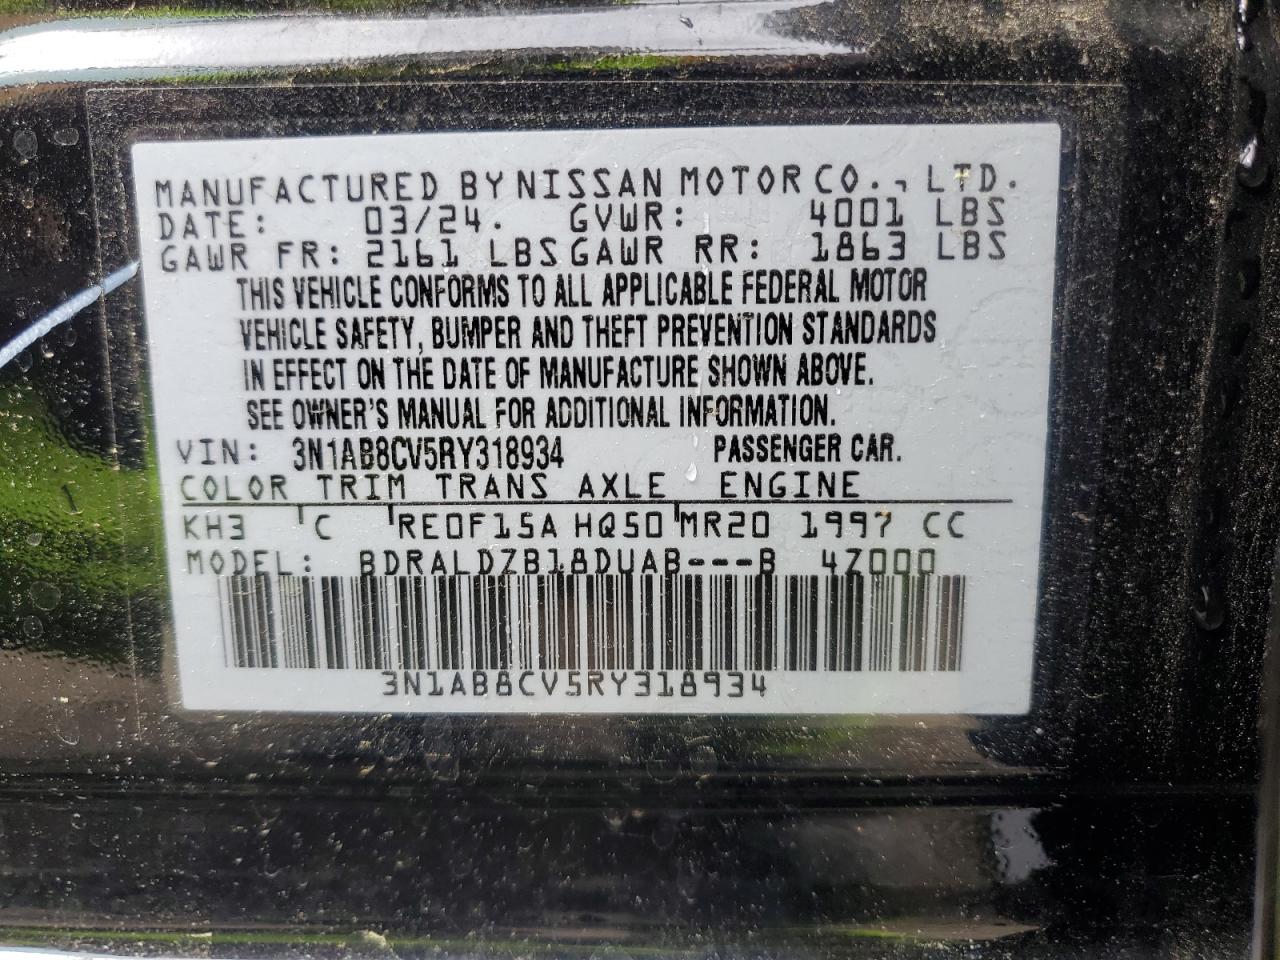 MANUFACTURED BY NISSAN MOTOR CO., LTD.
DATE: 03/24. GVWR: 4001 LBS
GAWR FR: 2161 LBS GAWR RR: 1863 LBS
THIS VEHICLE CONFORMS TO ALL APPLICABLE FEDERAL MOTOR
VEHICLE SAFETY, BUMPER AND THEFT PREVENTION STANDARDS
IN EFFECT ON THE DATE OF MANUFACTURE SHOWN ABOVE.
SEE OWNER'S MANUAL FOR ADDITIONAL INFORMATION.
VIN: 3N1AB8CV5RY318934 PASSENGER CAR.
COLOR TRIM TRANS AXLE ENGINE
KH3 C RE0F15A HQ50 MR20 1997 CC
MODEL: BDRALDZB18DUAB---B 4Z000
3N1AB8CV5RY318934